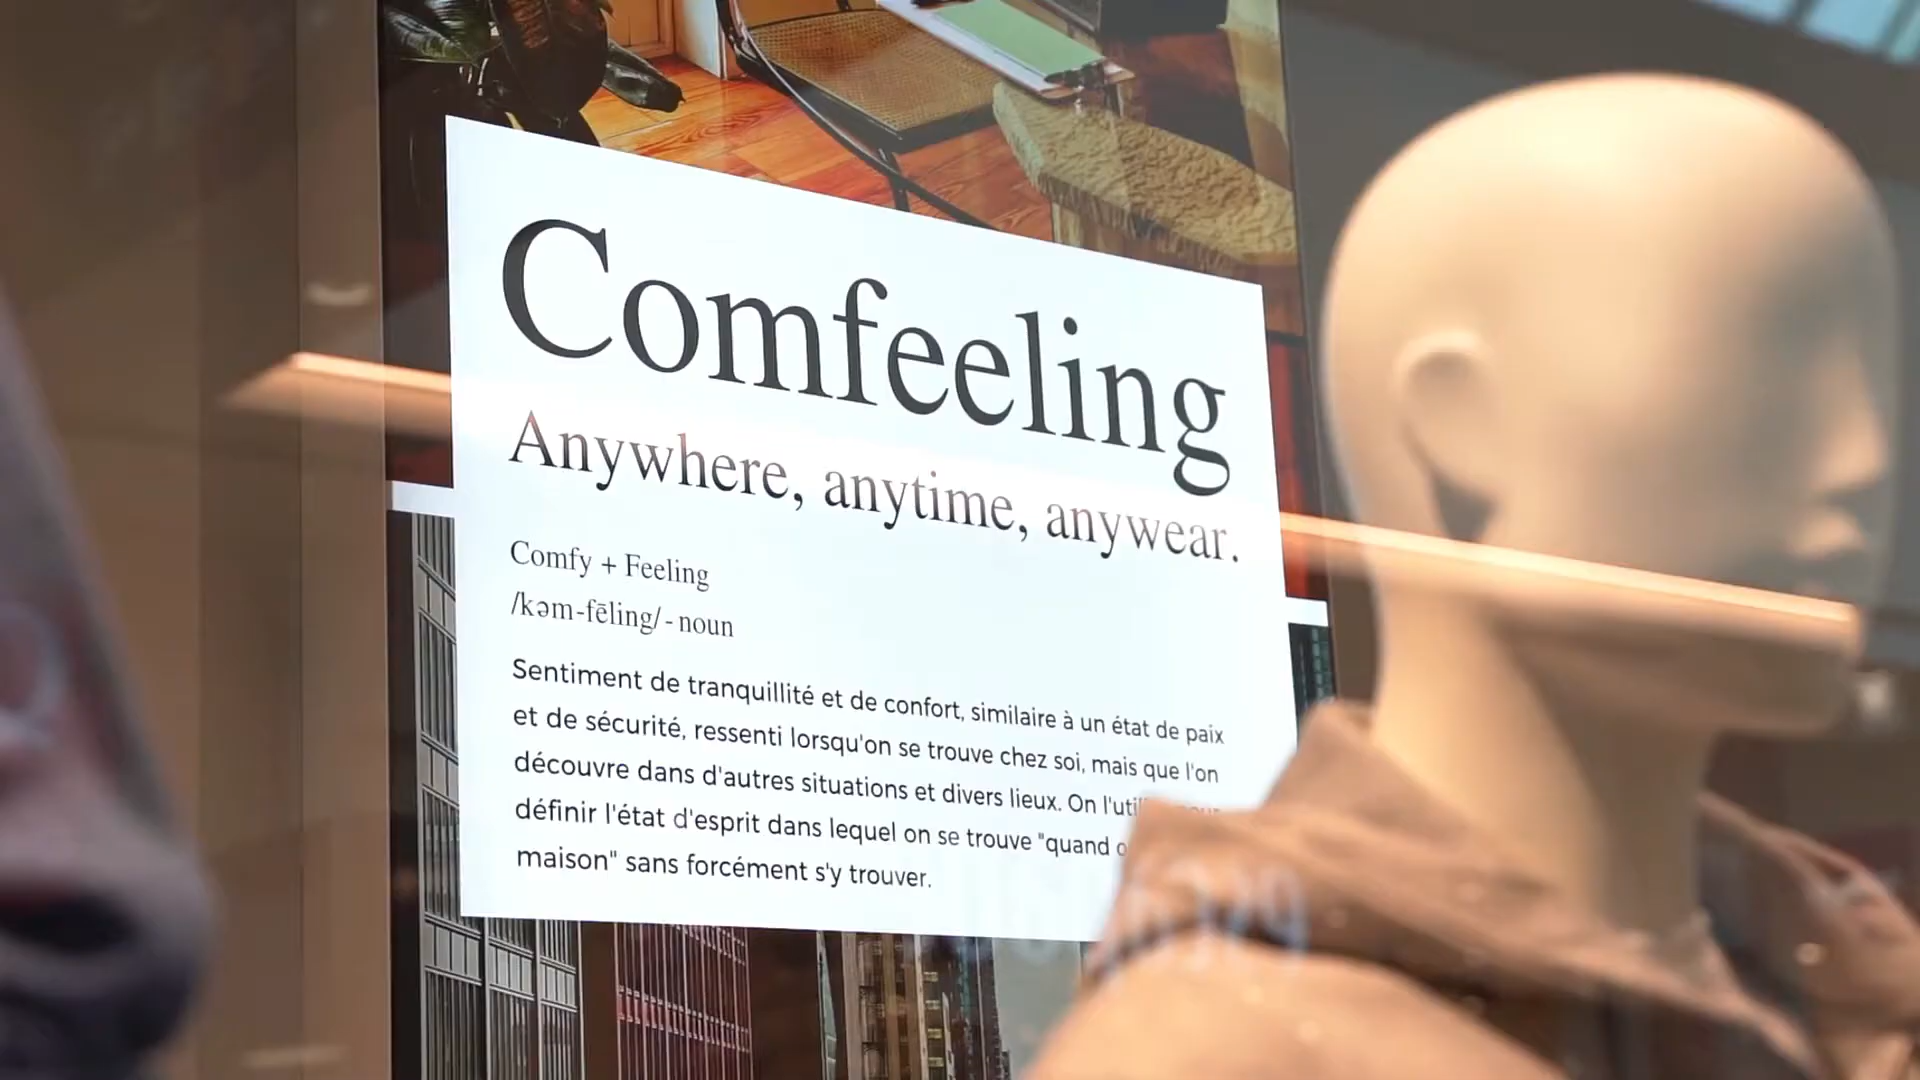 Comfeeling
Anywhere, anytime, anywear.
Comfy + Feeling
/kəm-fēling/ - noun
Sentiment de tranquillité et de confort, similaire à un état de paix
et de sécurité, ressenti lorsqu'on se trouve chez soi, mais que l'on
découvre dans d'autres situations et divers lieux. On
définir l'état d'esprit dans lequel on se trouve "quand
maison" sans forcément s'y trouver.